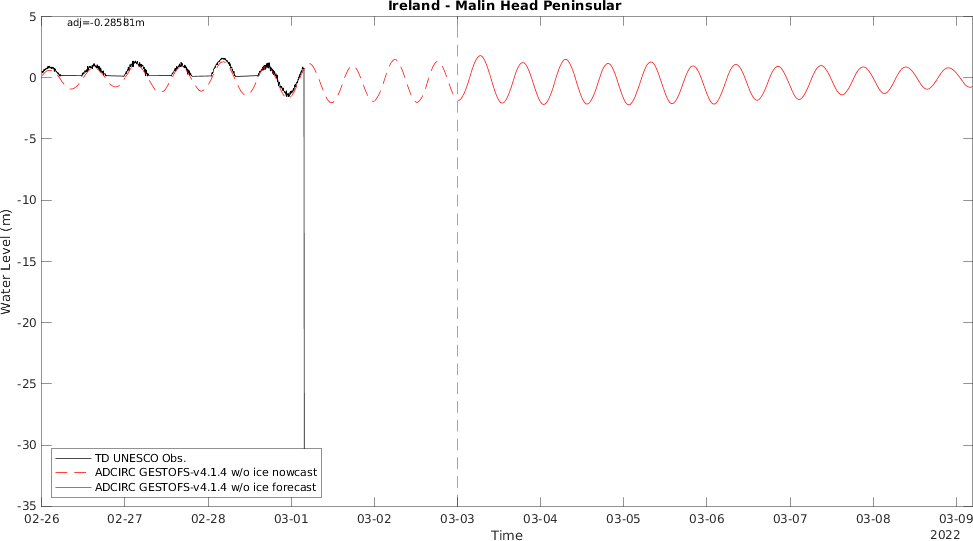 Ireland - Malin Head Peninsular
adj=-0.28581m
5
0
-5
-10
-15
-20
-25
-30
-35
Water Level (m)
TD UNESCO Obs.
ADCIRC GESTOFS-v4.1.4 w/o ice nowcast
ADCIRC GESTOFS-v4.1.4 w/o ice forecast
02-26 02-27 02-28 03-01 03-02 03-03 03-04 03-05 03-06 03-07 03-08 03-09
Time
2022